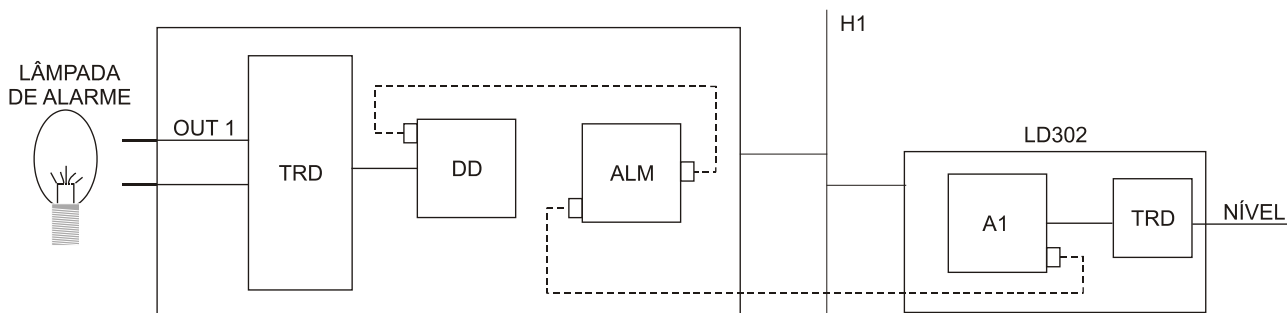 LÂMPADA
DE ALARME
OUT 1
TRD
DD
ALM
H1
LD302
A1
TRD
NÍVEL